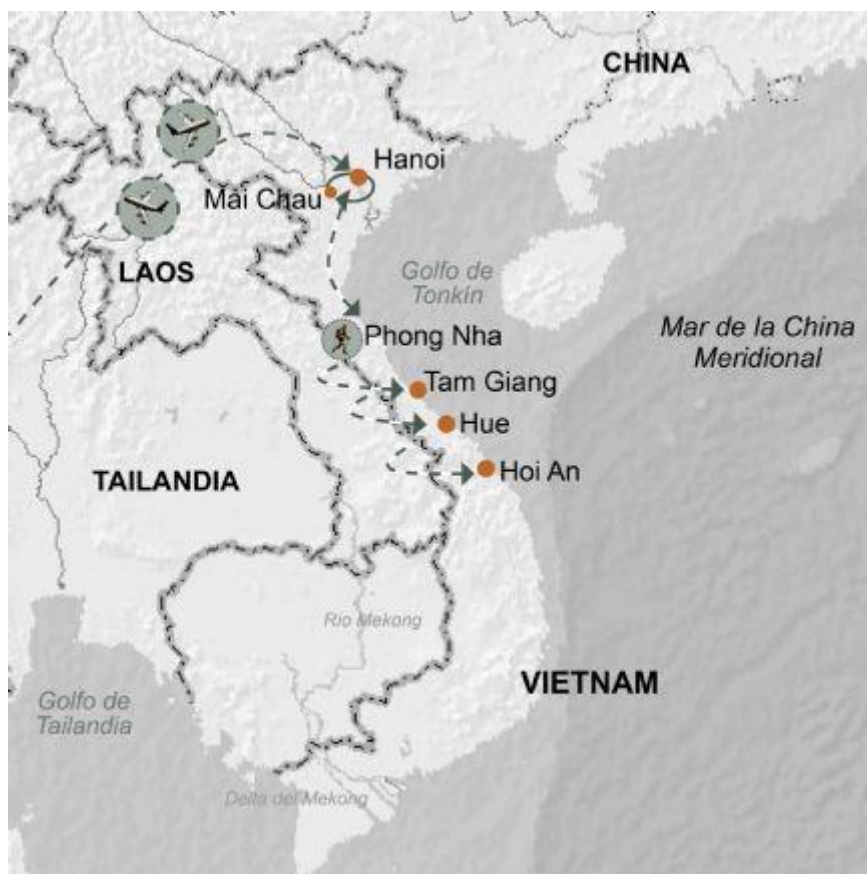 CHINA
Hanoi
Mai Chau
LAOS
Golfo de
Tonkín
Phong Nha
Mar de la China
Meridional
Tam Giang
Hue
Hoi An
TAILANDIA
Rio Mekong
VIETNAM
Golfo de
Tailandia
Delta del Mekong